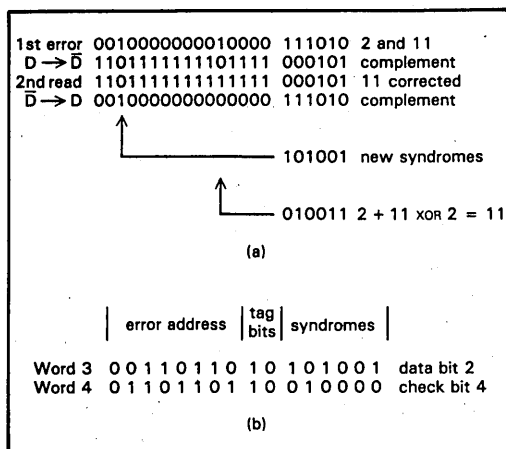 1st error 0010000000010000 111010 2 and 11
D → D̅ 1101111111101111 000101 complement
2nd read 1101111111111111 000101 11 corrected
D̅ → D 0010000000000000 111010 complement
101001 new syndromes
010011 2 + 11 XOR 2 = 11
(a)
error address tag bits syndromes
Word 3 0 0 1 1 0 1 1 0 1 0 1 0 1 0 0 1 data bit 2
Word 4 0 1 1 0 1 1 0 1 1 0 0 1 0 0 0 0 check bit 4
(b)